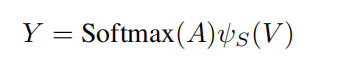 Y = Softmax(A)ψ_S(V)